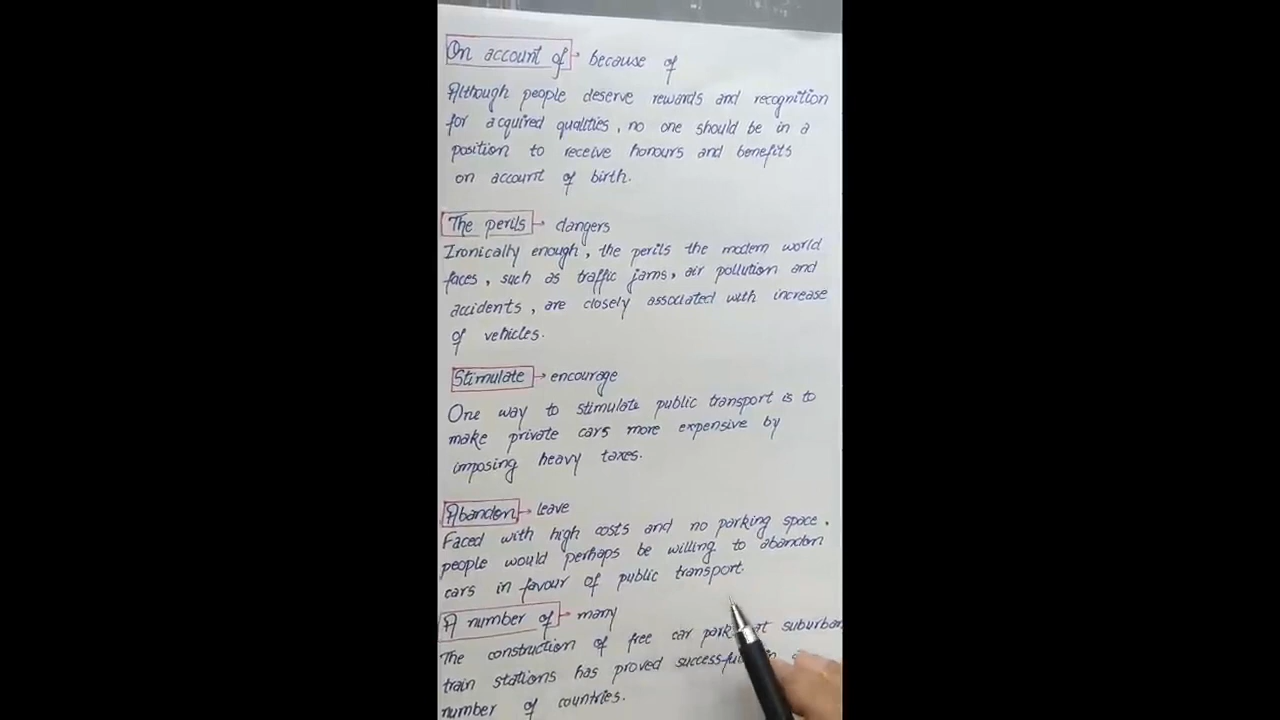 On account of → because of
Although people deserve rewards and recognition
for acquired qualities, no one should be in a
position to receive honours and benefits
on account of birth.
The perils → dangers
Ironically enough, the perils the modern world
faces, such as traffic jams, air pollution and
accidents, are closely associated with increase
of vehicles.
Stimulate → encourage
One way to stimulate public transport is to
make private cars more expensive by
imposing heavy taxes.
Abandon → leave
Faced with high costs and no parking space.
people would perhaps be willing to abandon
cars in favour of public transport.
A number of → many
The construction of free car parks at suburban
train stations has proved successful in a
number of countries.